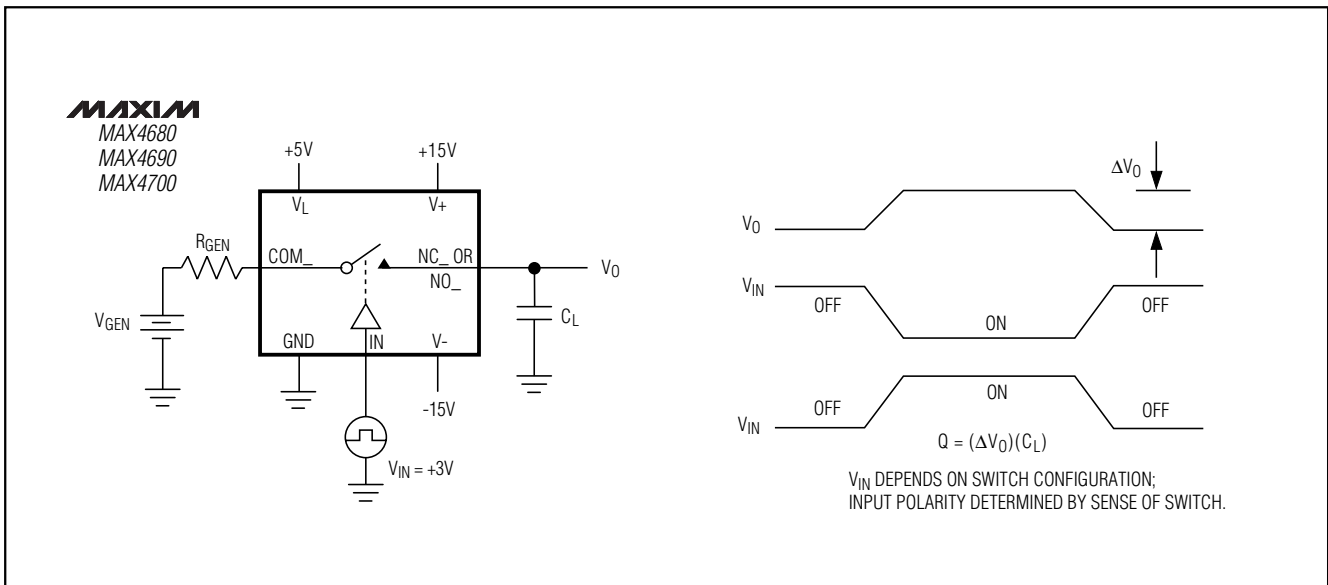 MAXIM
MAX4680
MAX4690
MAX4700
+5V
+15V
VL
V+
RGEN
COM_
NC_ OR
NO_
VO
VGEN
CL
GND
IN
V-
-15V
VIN = +3V
ΔVO
VO
VIN
OFF
ON
OFF
VIN
OFF
ON
OFF
Q = (ΔVO)(CL)
VIN DEPENDS ON SWITCH CONFIGURATION;
INPUT POLARITY DETERMINED BY SENSE OF SWITCH.